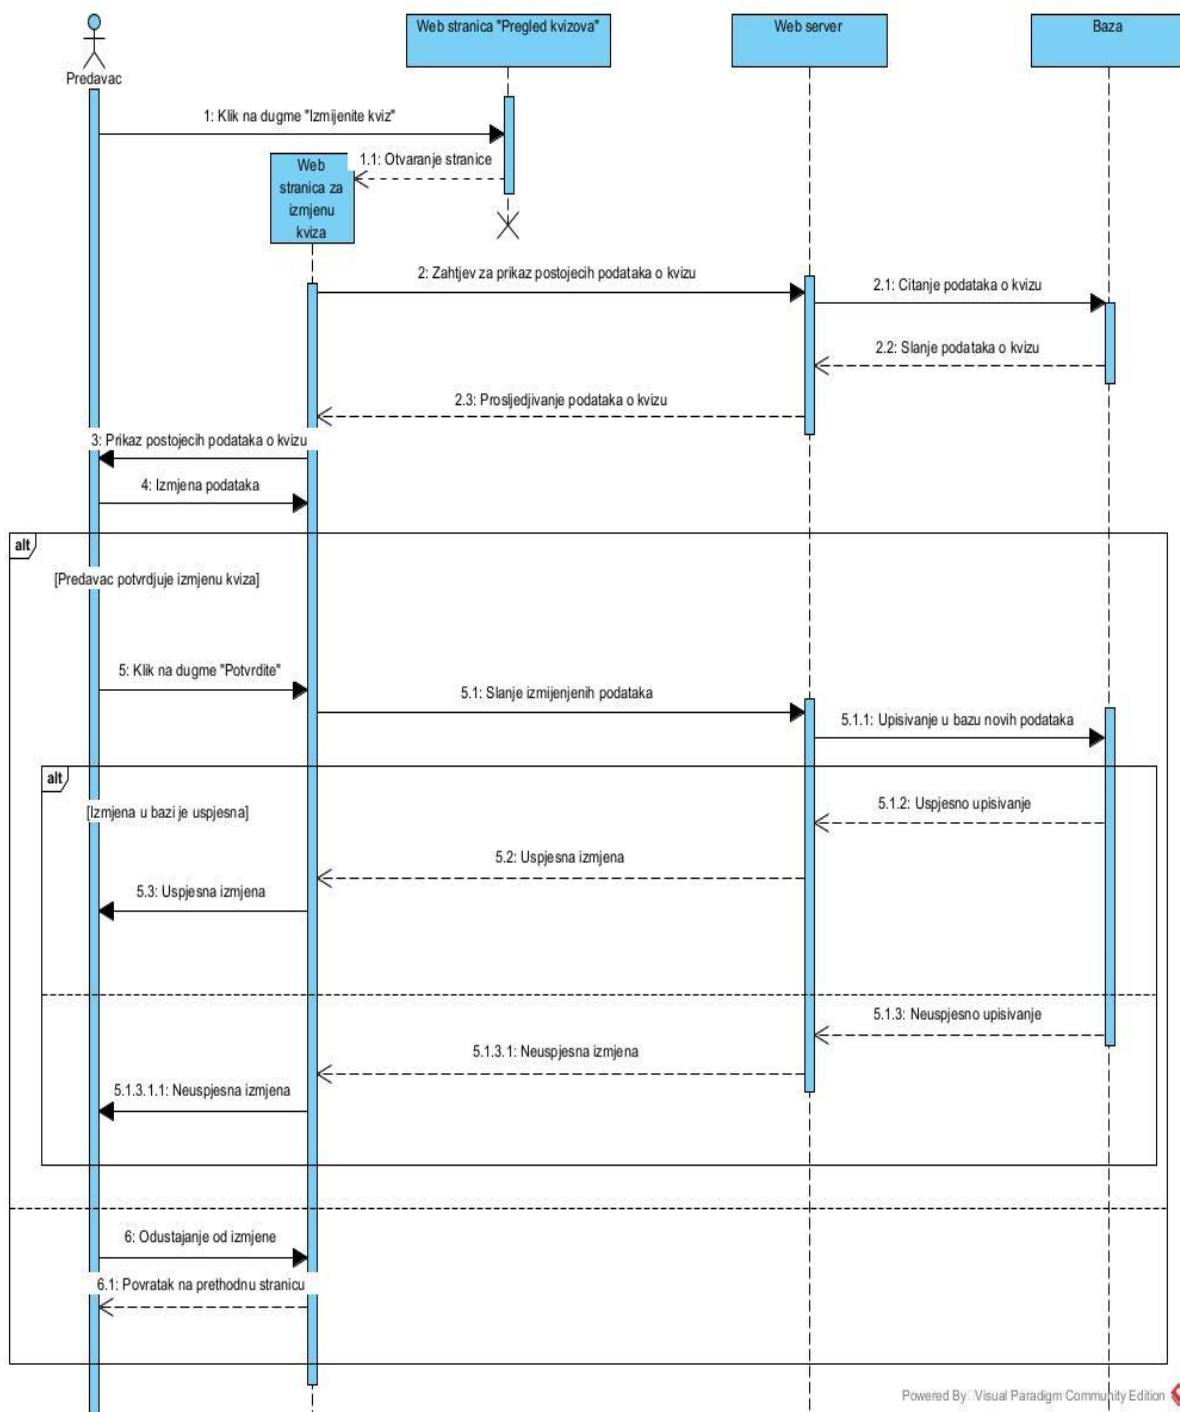 Web stranica "Pregled kvizova"
Web server
Baza
Predavac
1: Klik na dugme "Izmijenite kviz"
1.1: Otvaranje stranice
Web
stranica za
izmjenu
kviza
2: Zahtjev za prikaz postojecih podataka o kvizu
2.1: Citanje podataka o kvizu
2.2: Slanje podataka o kvizu
2.3: Prosljedjivanje podataka o kvizu
3: Prikaz postojecih podataka o kvizu
4: Izmjena podataka
alt
[Predavac potvrdjuje izmjenu kviza]
5: Klik na dugme "Potvrdite"
5.1: Slanje izmijenjenih podataka
5.1.1: Upisivanje u bazu novih podataka
alt
[Izmjena u bazi je uspjesna]
5.1.2: Uspjesno upisivanje
5.2: Uspjesna izmjena
5.3: Uspjesna izmjena
5.1.3: Neuspjesno upisivanje
5.1.3.1: Neuspjesna izmjena
5.1.3.1.1: Neuspjesna izmjena
6: Odustajanje od izmjene
6.1: Povratak na prethodnu stranicu
Powered By Visual Paradigm Community Edition